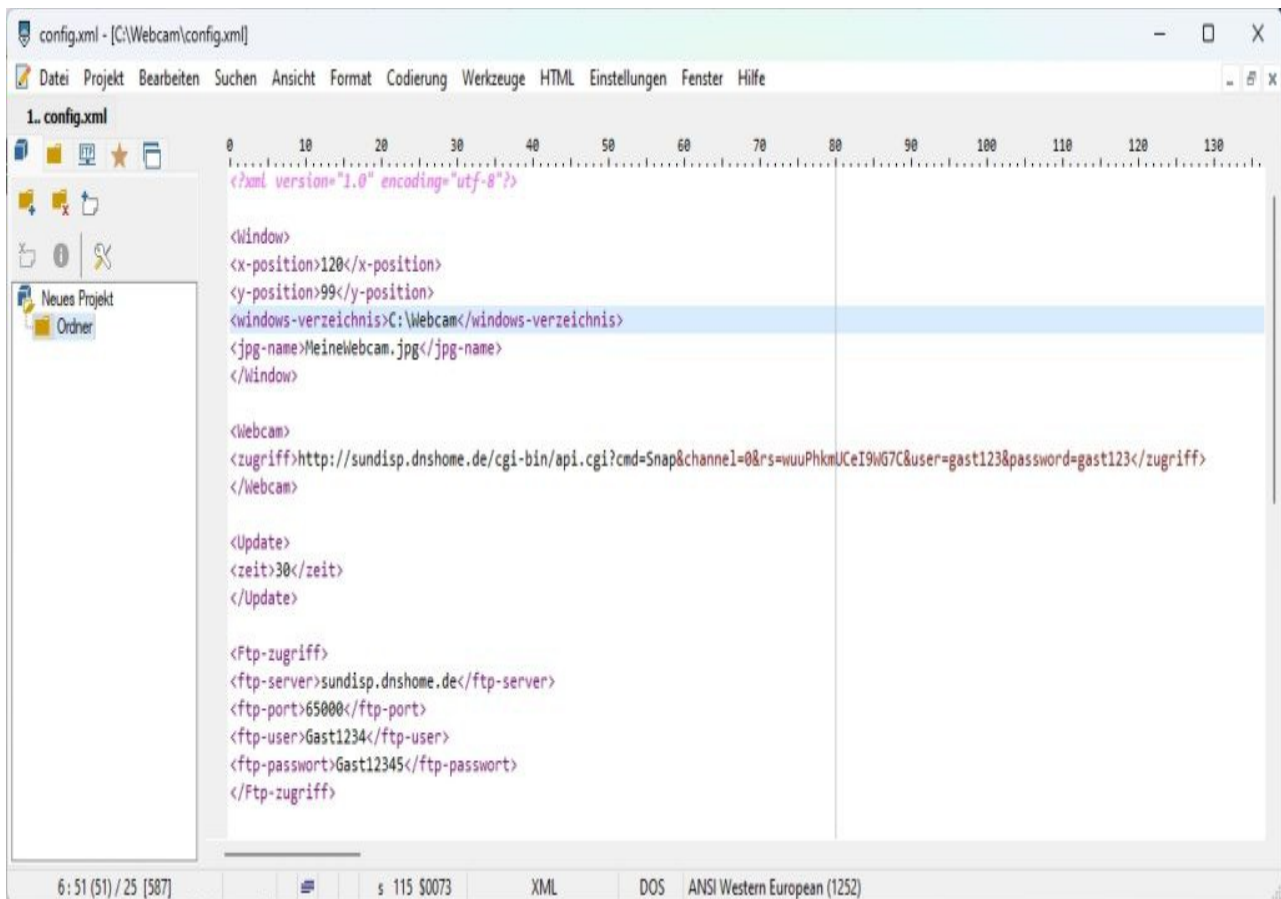 config.xml - [C:\Webcam\config.xml]
Datei Projekt Bearbeiten Suchen Ansicht Format Codierung Werkzeuge HTML Einstellungen Fenster Hilfe
1.. config.xml
FTP
0 10 20 30 40 50 60 70 80 90 100 110 120 130
<?xml version="1.0" encoding="utf-8"?>
<Window>
<x-position>120</x-position>
<y-position>99</y-position>
<windows-verzeichnis>C:\Webcam</windows-verzeichnis>
<jpg-name>MeineWebcam.jpg</jpg-name>
</Window>
<Webcam>
<zugriff>http://sundisp.dnshome.de/cgi-bin/api.cgi?cmd=Snap&channel=0&rs=wuuPhkmUCeI9WG7C&user=gast123&password=gast123</zugriff>
</Webcam>
<Update>
<zeit>30</zeit>
</Update>
<Ftp-zugriff>
<ftp-server>sundisp.dnshome.de</ftp-server>
<ftp-port>65000</ftp-port>
<ftp-user>Gast1234</ftp-user>
<ftp-passwort>Gast12345</ftp-passwort>
</Ftp-zugriff>
Neues Projekt
Ordner
6 : 51 (51) / 25 [587] s 115 $0073 XML DOS ANSI Western European (1252)